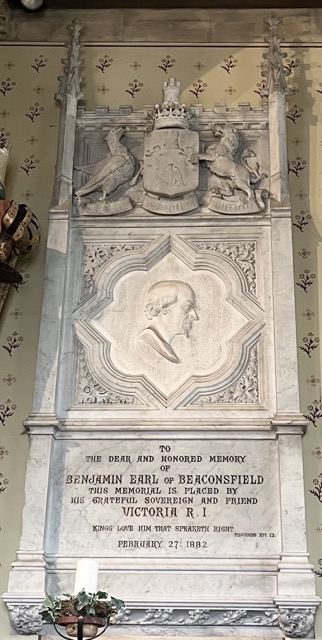 TO
THE DEAR AND HONORED MEMORY
OF
BENJAMIN EARL OF BEACONSFIELD
THIS MEMORIAL IS PLACED BY
HIS GRATEFUL SOVEREIGN AND FRIEND
VICTORIA R.I.
KINGS LOVE HIM THAT SPEAKETH RIGHT
PROVERBS XVI. 13.
FEBRUARY 27. 1882.